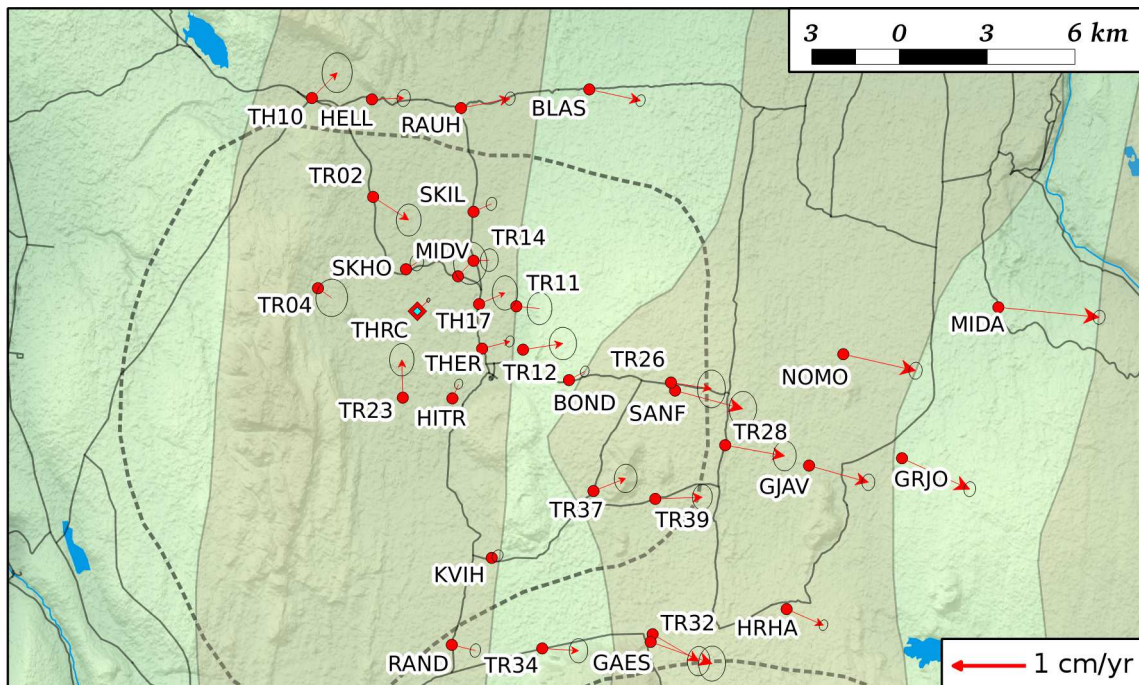 3 0 3 6 km
TH10 HELL RAUH BLAS
TR02
SKIL
MIDV TR14
SKHO
TR04 TR11
THRC TH17 MIDA
THER TR12 TR26 NOMO
TR23 HITR BOND SANF
TR28
GJAV GRJO
TR37 TR39
KVIH
TR32 HRHA
RAND TR34 GAES
1 cm/yr